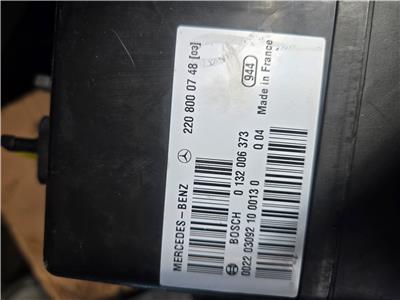 MERCEDES-BENZ 220 800 07 48 [03] 944
BOSCH 0 132 006 373 Made in France
0022 03092 10 0013 0 Q 04